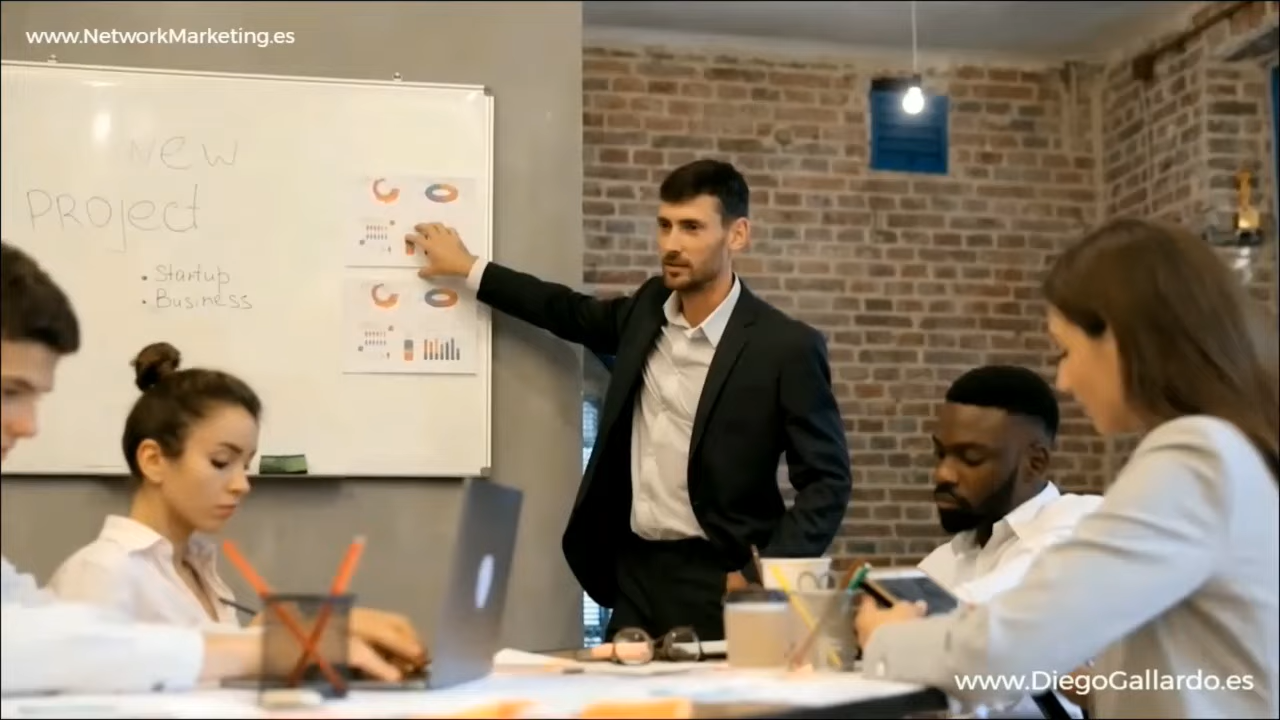 www.NetworkMarketing.es
New
PROject
• Startup
• Business
www.DiegoGallardo.es